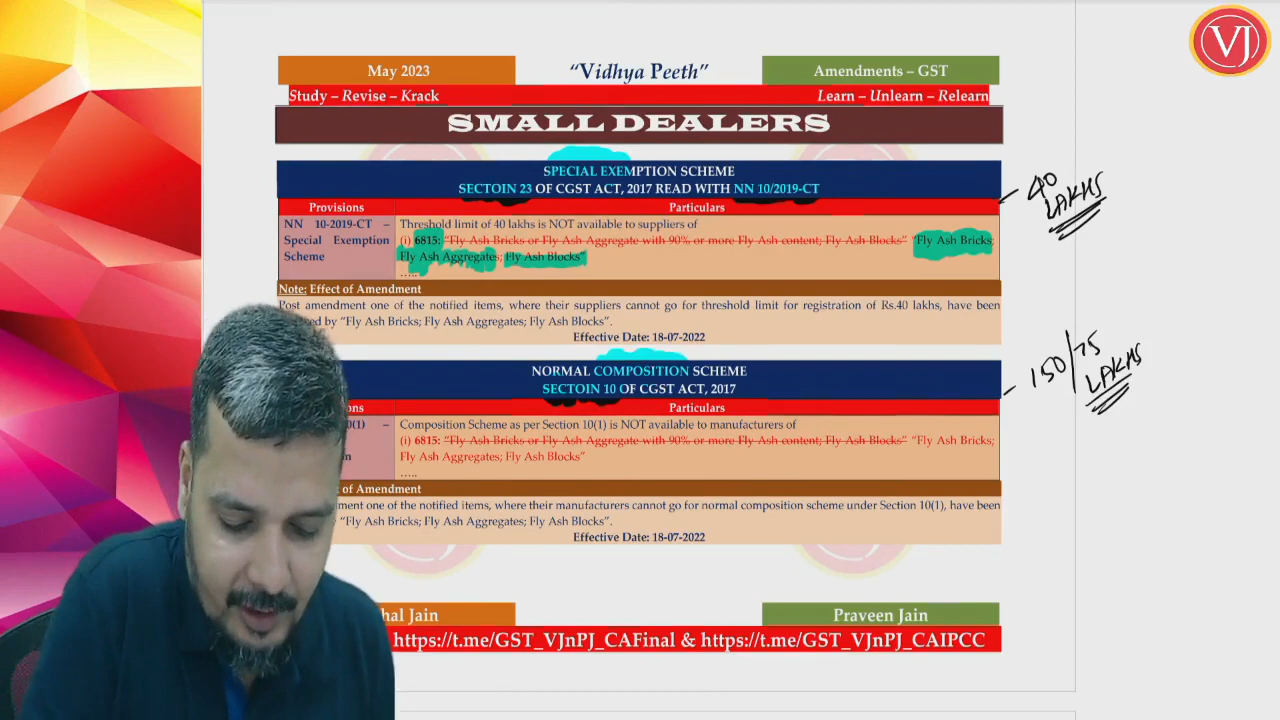 VJ
May 2023
“Vidhya Peeth”
Amendments – GST
Study – Revise – Krack
Learn – Unlearn – Relearn
SMALL DEALERS
SPECIAL EXEMPTION SCHEME
SECTOIN 23 OF CGST ACT, 2017 READ WITH NN 10/2019-CT
40
LAKHS
Provisions
Particulars
NN 10-2019-CT –
Special Exemption
Scheme
Threshold limit of 40 lakhs is NOT available to suppliers of
(i) 6815: “Fly Ash Bricks or Fly Ash Aggregate with 90% or more Fly Ash content; Fly Ash Blocks” “Fly Ash Bricks;
Fly Ash Aggregates; Fly Ash Blocks”
…..
Note: Effect of Amendment
Post amendment one of the notified items, where their suppliers cannot go for threshold limit for registration of Rs.40 lakhs, have been
by “Fly Ash Bricks; Fly Ash Aggregates; Fly Ash Blocks”.
Effective Date: 18-07-2022
NORMAL COMPOSITION SCHEME
SECTOIN 10 OF CGST ACT, 2017
150/75
LAKHS
Particulars
–
Composition Scheme as per Section 10(1) is NOT available to manufacturers of
(i) 6815: “Fly Ash Bricks or Fly Ash Aggregate with 90% or more Fly Ash content; Fly Ash Blocks” “Fly Ash Bricks;
Fly Ash Aggregates; Fly Ash Blocks”
…..
of Amendment
one of the notified items, where their manufacturers cannot go for normal composition scheme under Section 10(1), have been
“Fly Ash Bricks; Fly Ash Aggregates; Fly Ash Blocks”.
Effective Date: 18-07-2022
Jain
Praveen Jain
https://t.me/GST_VJnPJ_CAFinal & https://t.me/GST_VJnPJ_CAIPCC